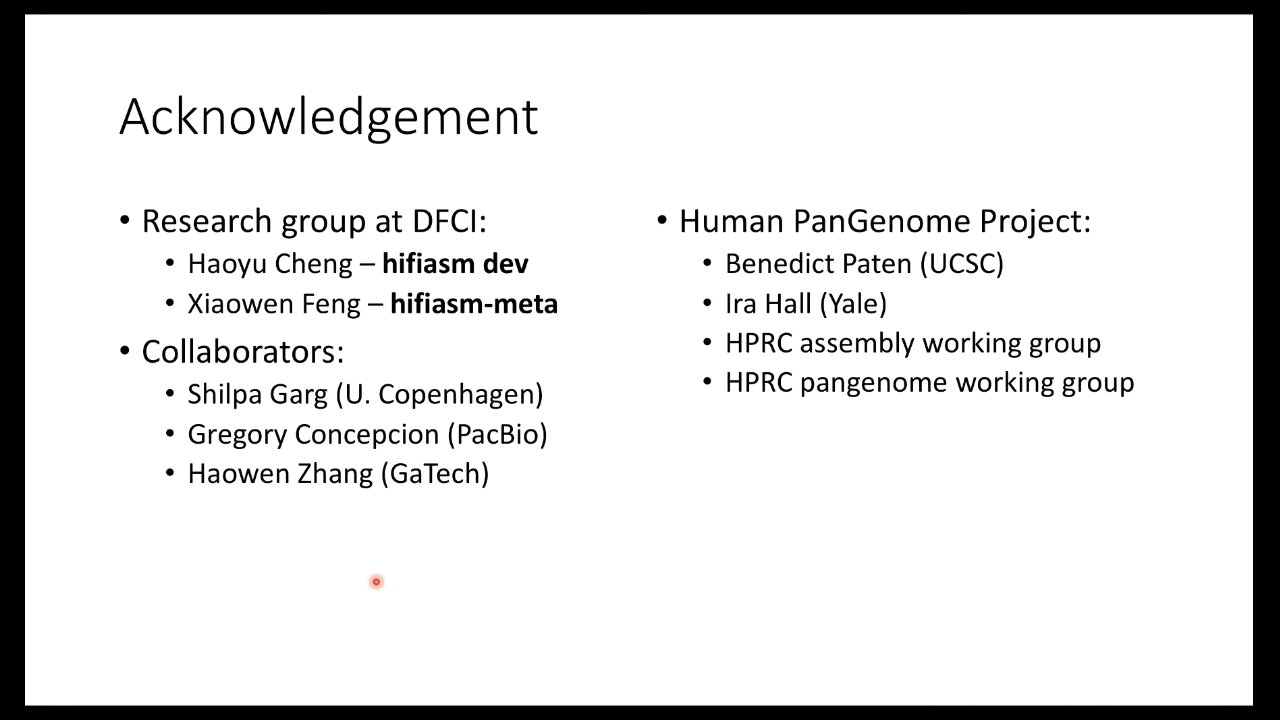 Acknowledgement
• Research group at DFCI:
• Haoyu Cheng – hifiasm dev
• Xiaowen Feng – hifiasm-meta
• Collaborators:
• Shilpa Garg (U. Copenhagen)
• Gregory Concepcion (PacBio)
• Haowen Zhang (GaTech)
• Human PanGenome Project:
• Benedict Paten (UCSC)
• Ira Hall (Yale)
• HPRC assembly working group
• HPRC pangenome working group